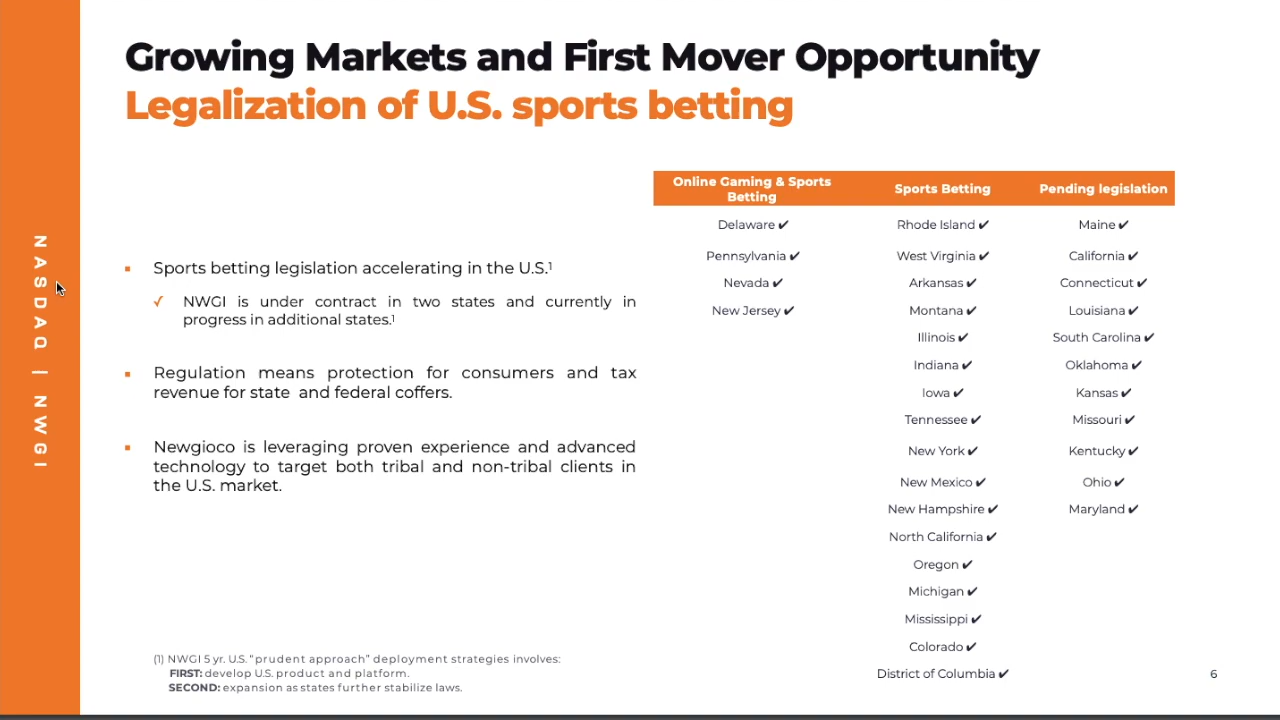 Growing Markets and First Mover Opportunity
Legalization of U.S. sports betting
NASDAQ | NWGI
▪ Sports betting legislation accelerating in the U.S.¹
✓ NWGI is under contract in two states and currently in
progress in additional states.¹
▪ Regulation means protection for consumers and tax
revenue for state and federal coffers.
▪ Newgioco is leveraging proven experience and advanced
technology to target both tribal and non-tribal clients in
the U.S. market.
(1) NWGI 5 yr. U.S. “prudent approach” deployment strategies involves:
FIRST: develop U.S. product and platform.
SECOND: expansion as states further stabilize laws.
Online Gaming & Sports
Betting
Sports Betting
Pending legislation
Delaware ✔ Rhode Island ✔ Maine ✔
Pennsylvania ✔ West Virginia ✔ California ✔
Nevada ✔ Arkansas ✔ Connecticut ✔
New Jersey ✔ Montana ✔ Louisiana ✔
Illinois ✔ South Carolina ✔
Indiana ✔ Oklahoma ✔
Iowa ✔ Kansas ✔
Tennessee ✔ Missouri ✔
New York ✔ Kentucky ✔
New Mexico ✔ Ohio ✔
New Hampshire ✔ Maryland ✔
North California ✔
Oregon ✔
Michigan ✔
Mississippi ✔
Colorado ✔
District of Columbia ✔
6